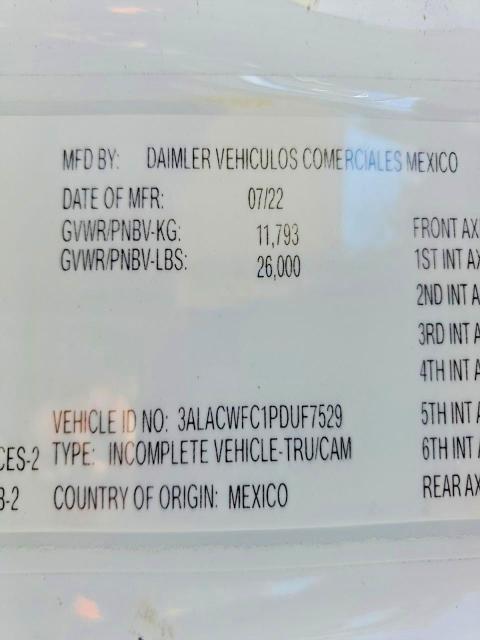 MFD BY: DAIMLER VEHICULOS COMERCIALES MEXICO
DATE OF MFR: 07/22
GVWR/PNBV-KG: 11,793
GVWR/PNBV-LBS: 26,000
FRONT AX
1ST INT AX
2ND INT A
3RD INT A
4TH INT A
VEHICLE ID NO: 3ALACWFC1PDUF7529 5TH INT A
CES-2 TYPE: INCOMPLETE VEHICLE-TRU/CAM 6TH INT A
B-2 COUNTRY OF ORIGIN: MEXICO REAR AX